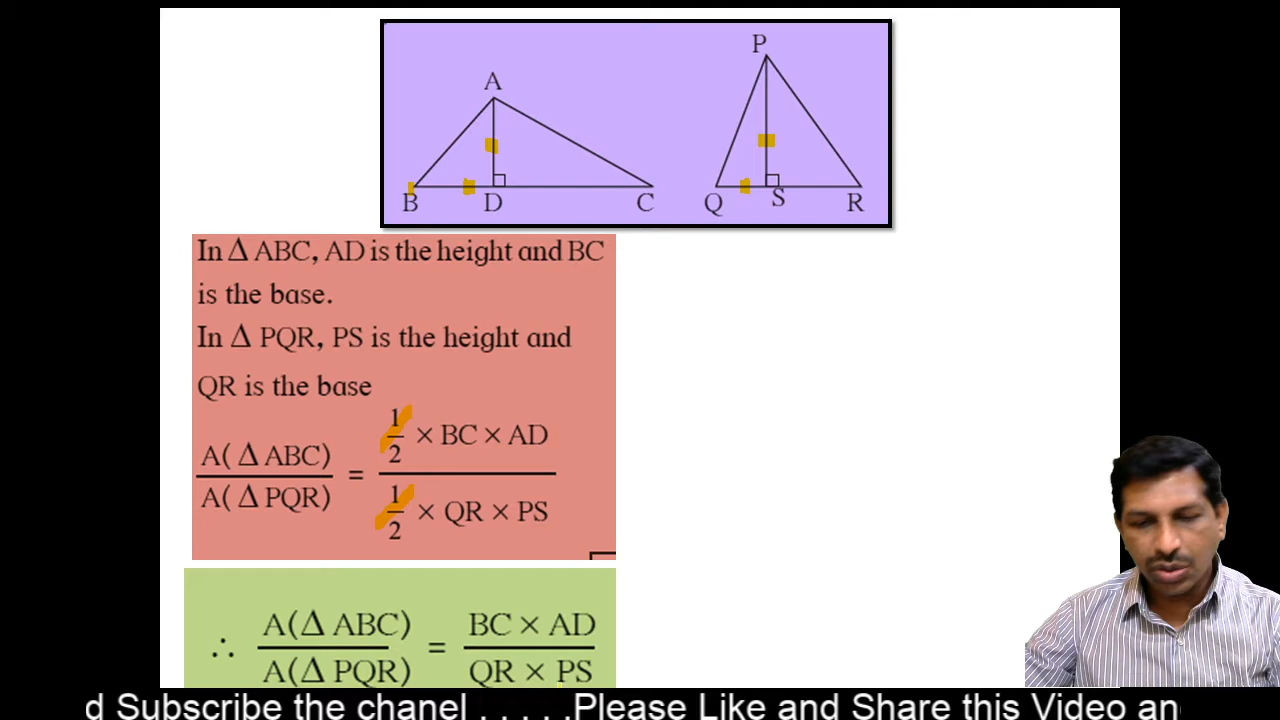 P
A
B D C Q S R
In Δ ABC, AD is the height and BC
is the base.
In Δ PQR, PS is the height and
QR is the base
A( Δ ABC) / A( Δ PQR) = 1/2 × BC × AD / 1/2 × QR × PS
∴ A(Δ ABC) / A(Δ PQR) = BC × AD / QR × PS
d Subscribe the chanel . . . . .Please Like and Share this Video an